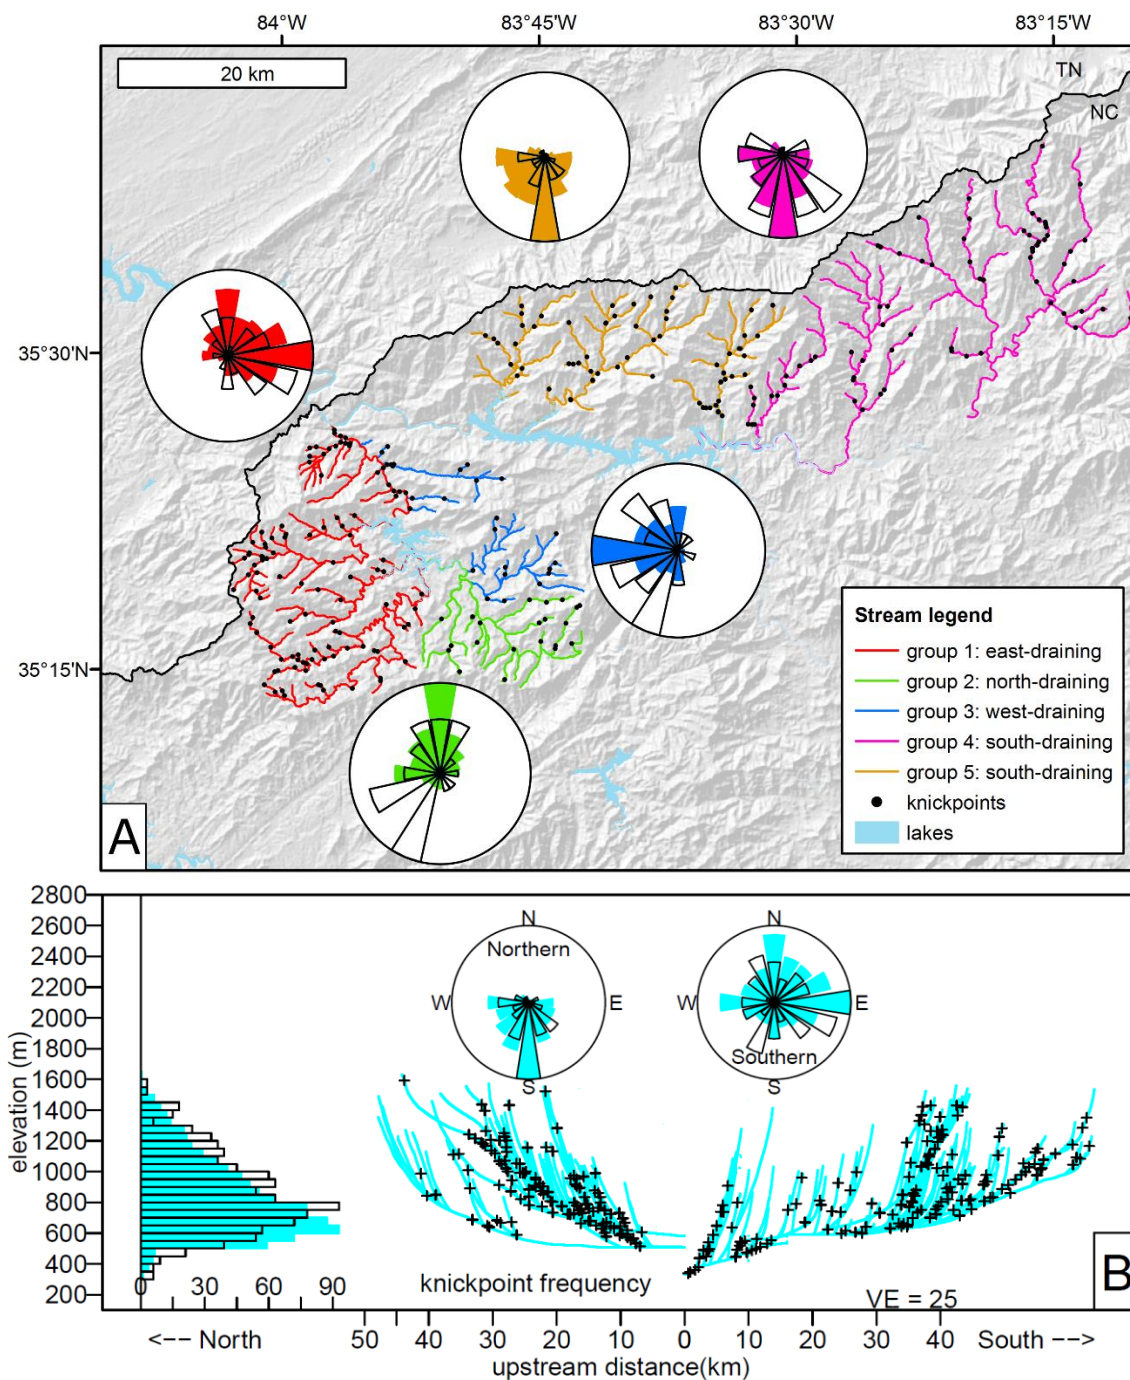 84°W 83°45'W 83°30'W 83°15'W
20 km
TN
NC
35°30'N
35°15'N
Stream legend
group 1: east-draining
group 2: north-draining
group 3: west-draining
group 4: south-draining
group 5: south-draining
knickpoints
lakes
A
2800
2600
2400
2200
2000
1800
1600
1400
1200
1000
800
600
400
200
elevation (m)
N
Northern
W E
S
N
W E
Southern
S
0 30 60 90
knickpoint frequency
VE = 25
B
<-- North 50 40 30 20 10 0 10 20 30 40 South -->
upstream distance(km)